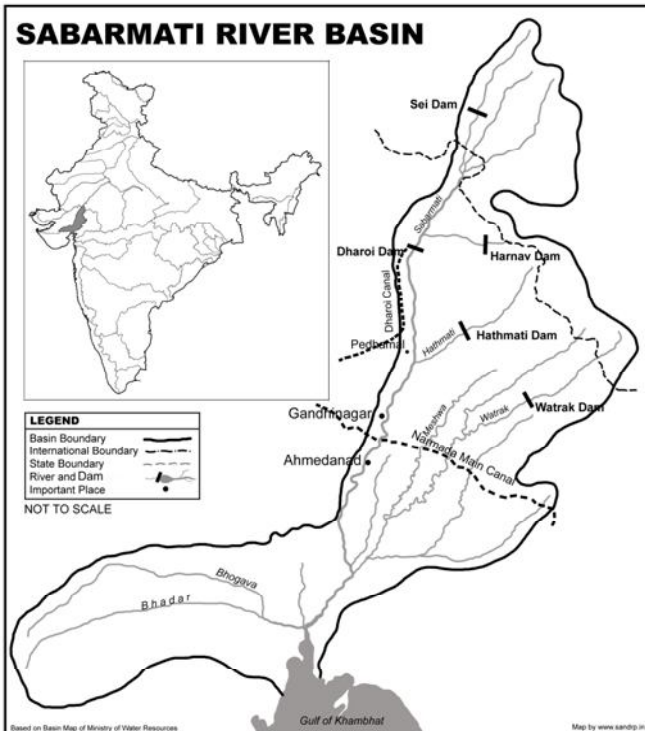 SABARMATI RIVER BASIN
Sei Dam
Sabarmati
Dharoi Dam
Harnav Dam
Dharoi Canal
Pedhamal
Hathmati
Hathmati Dam
Meshwa
Watrak
Watrak Dam
Gandhinagar
Narmada Main Canal
Ahmedanad
LEGEND
Basin Boundary
International Boundary
State Boundary
River and Dam
Important Place
NOT TO SCALE
Bhogava
Bhadar
Gulf of Khambhat
Based on Basin Map of Ministry of Water Resources
Map by www.sandrp.in